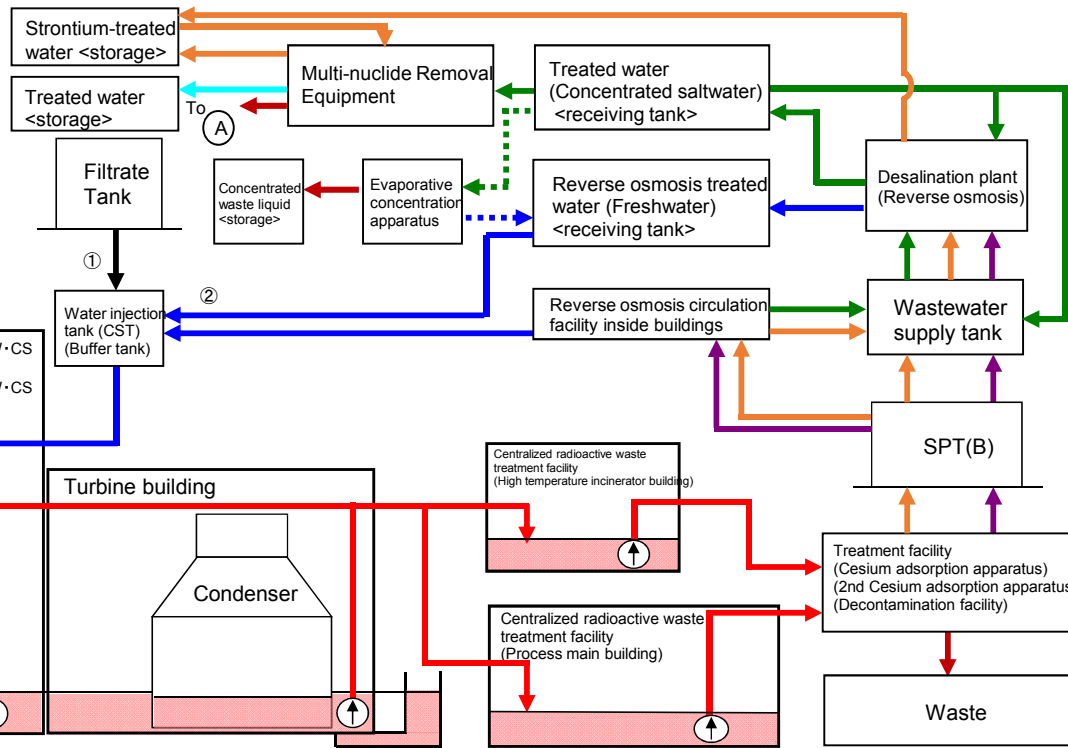 Strontium-treated
water <storage>
Treated water
<storage>
To
A
Multi-nuclide Removal
Equipment
Treated water
(Concentrated saltwater)
<receiving tank>
Filtrate
Tank
Concentrated
waste liquid
<storage>
Evaporative
concentration
apparatus
Reverse osmosis treated
water (Freshwater)
<receiving tank>
Desalination plant
(Reverse osmosis)
①
②
Water injection
tank (CST)
(Buffer tank)
Reverse osmosis circulation
facility inside buildings
Wastewater
supply tank
・CS
・CS
SPT(B)
Turbine building
Condenser
Centralized radioactive waste
treatment facility
(High temperature incinerator building)
Centralized radioactive waste
treatment facility
(Process main building)
Treatment facility
(Cesium adsorption apparatus)
(2nd Cesium adsorption apparatus
(Decontamination facility)
Waste